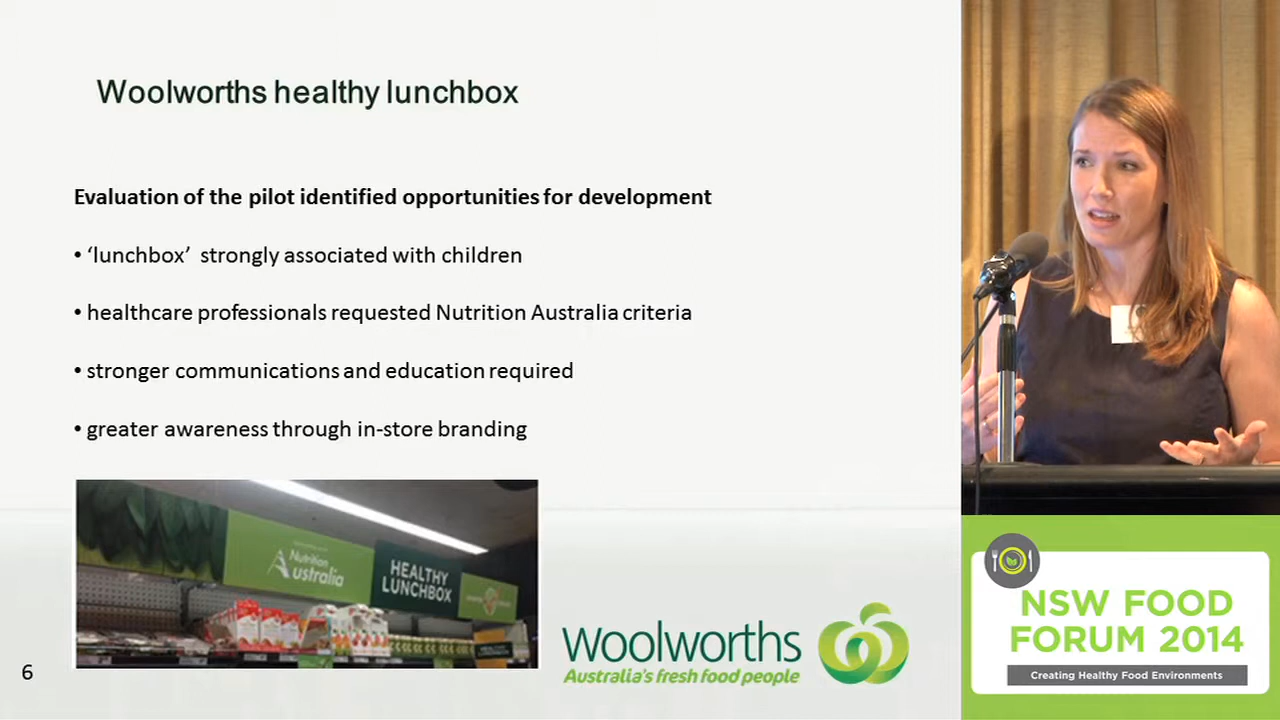 Woolworths healthy lunchbox
Evaluation of the pilot identified opportunities for development
• ‘lunchbox’ strongly associated with children
• healthcare professionals requested Nutrition Australia criteria
• stronger communications and education required
• greater awareness through in-store branding
Nutrition
Australia
HEALTHY
LUNCHBOX
6
Woolworths
Australia's fresh food people
NSW FOOD
FORUM 2014
Creating Healthy Food Environments